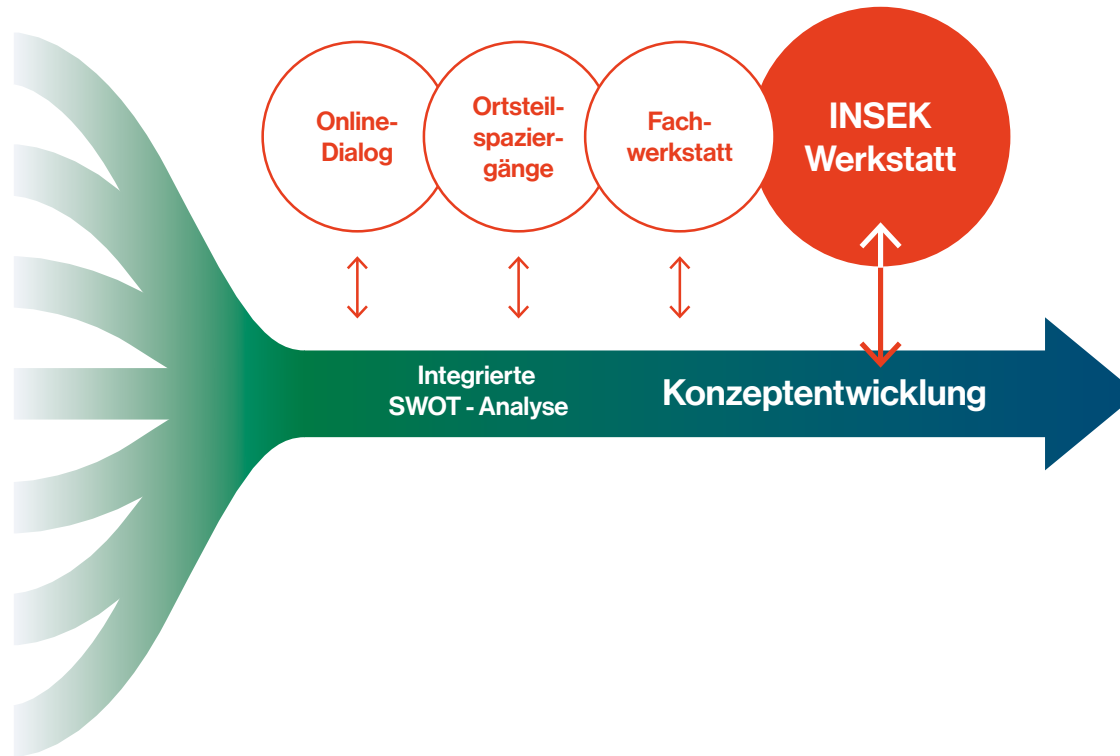 Online-
Dialog
Ortsteil-
spazier-
gänge
Fach-
werkstatt
INSEK
Werkstatt
Integrierte
SWOT - Analyse
Konzeptentwicklung